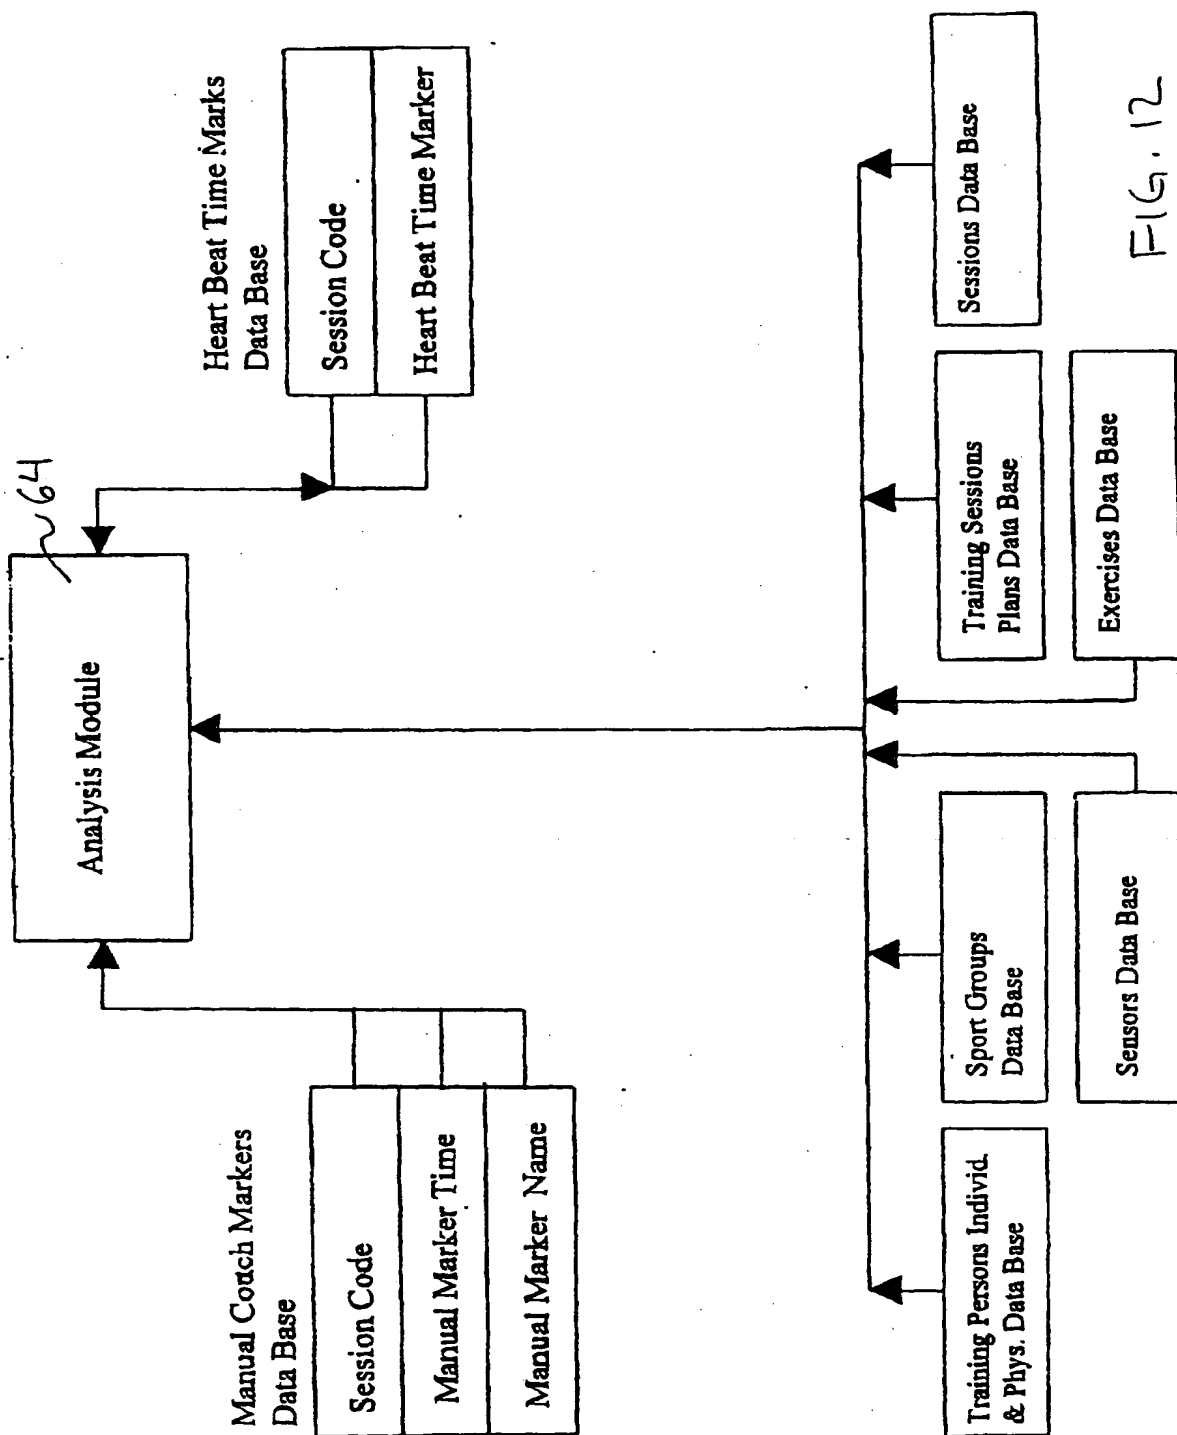 64
Analysis Module
Manual Couch Markers
Data Base
Session Code
Manual Marker Time
Manual Marker Name
Heart Beat Time Marks
Data Base
Session Code
Heart Beat Time Marker
Training Persons Individ.
& Phys. Data Base
Sport Groups
Data Base
Training Sessions
Plans Data Base
Sessions Data Base
Sensors Data Base
Exercises Data Base
FIG. 12